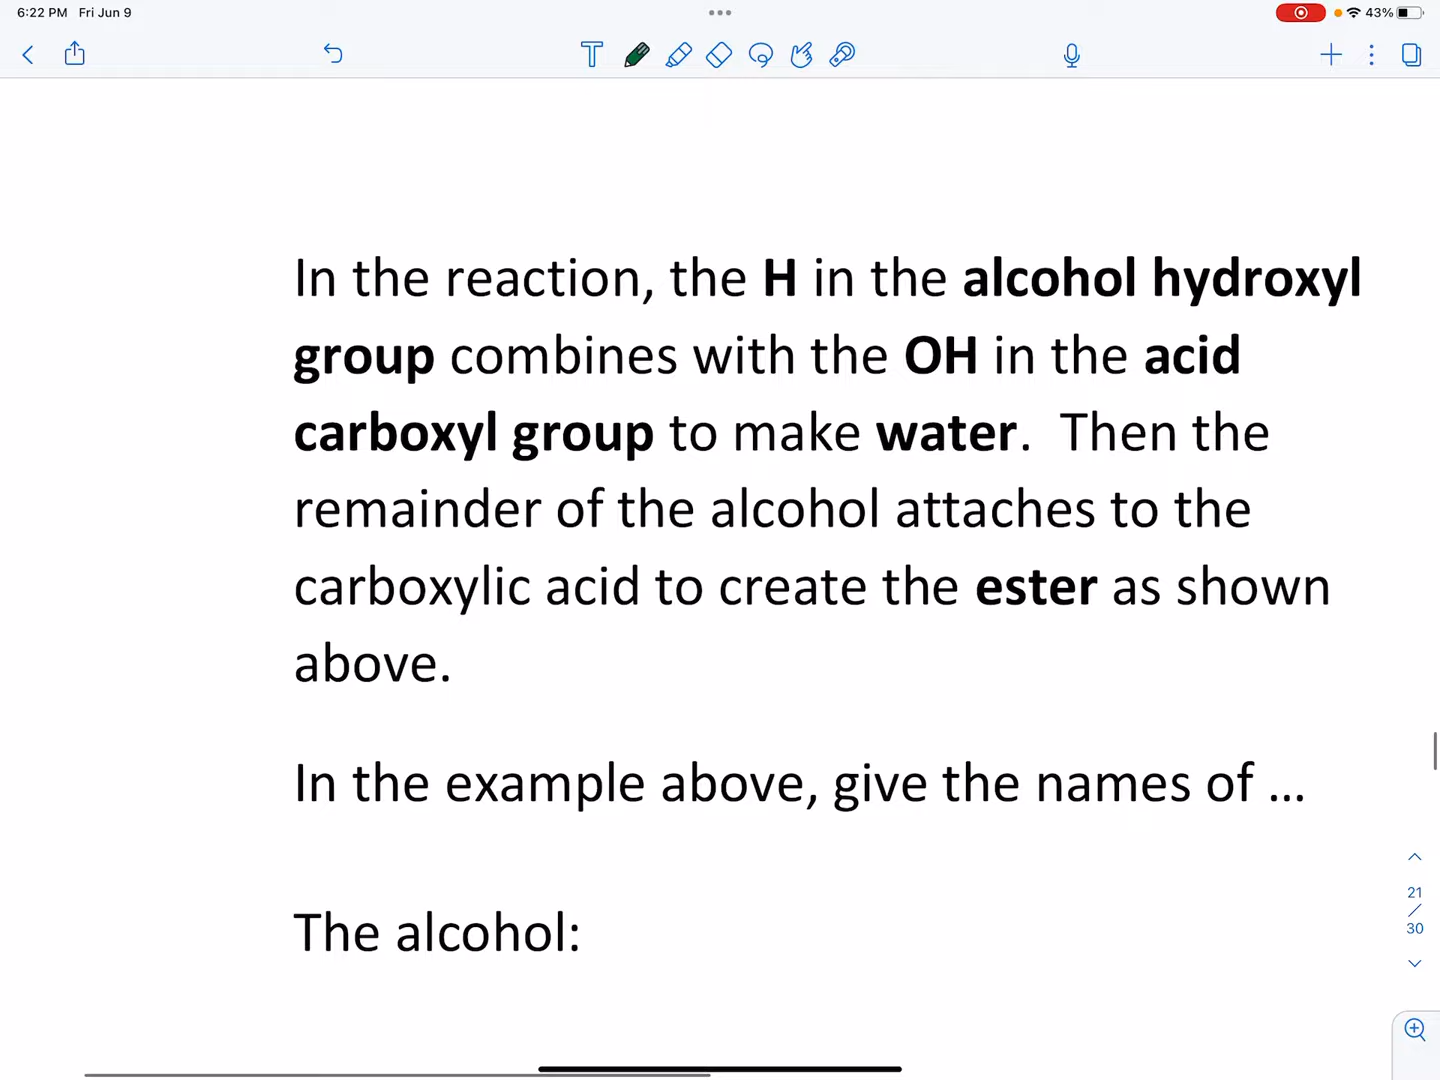 6:22 PM Fri Jun 9
43%
In the reaction, the H in the alcohol hydroxyl
group combines with the OH in the acid
carboxyl group to make water. Then the
remainder of the alcohol attaches to the
carboxylic acid to create the ester as shown
above.
In the example above, give the names of ...
The alcohol:
21
/
30